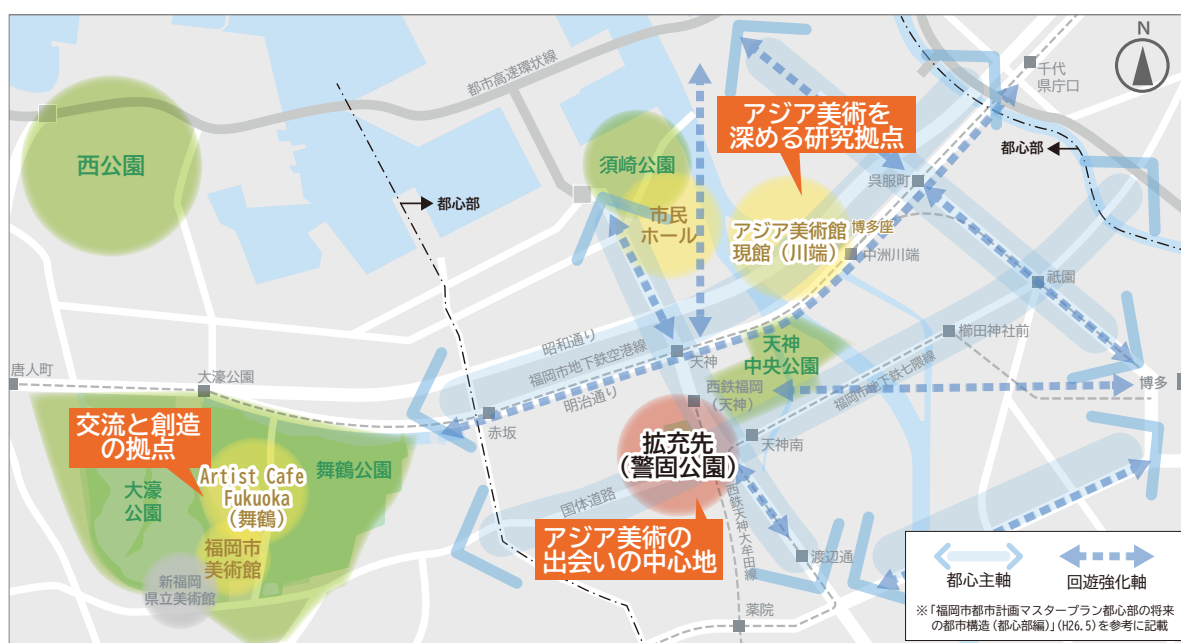 N
都市高速環状線
千代
県庁口
アジア美術を
深める研究拠点
都心部
西公園
須崎公園
呉服町
都心部
市民
ホール
アジア美術館
現館（川端）
博多座
中洲川端
祇園
櫛田神社前
昭和通り
福岡市地下鉄空港線
天神
天神
中央公園
唐人町
大濠公園
明治通り
西鉄福岡
（天神）
福岡市地下鉄七隈線
博多
赤坂
天神南
交流と創造
の拠点
拡充先
（警固公園）
舞鶴公園
Artist Cafe
Fukuoka
（舞鶴）
大濠
公園
国体道路
西鉄天神大牟田線
アジア美術の
出会いの中心地
福岡市
美術館
渡辺通
新福岡
県立美術館
薬院
都心主軸
回遊強化軸
※「福岡市都市計画マスタープラン都心部の将来
の都市構造（都心部編）」（H26.5）を参考に記載